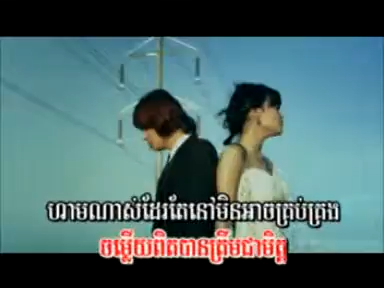 ហាមណាស់ដែរតែនៅមិនអាចគ្រប់គ្រង
ចម្លើយពិតបានត្រឹមជាមិត្ត